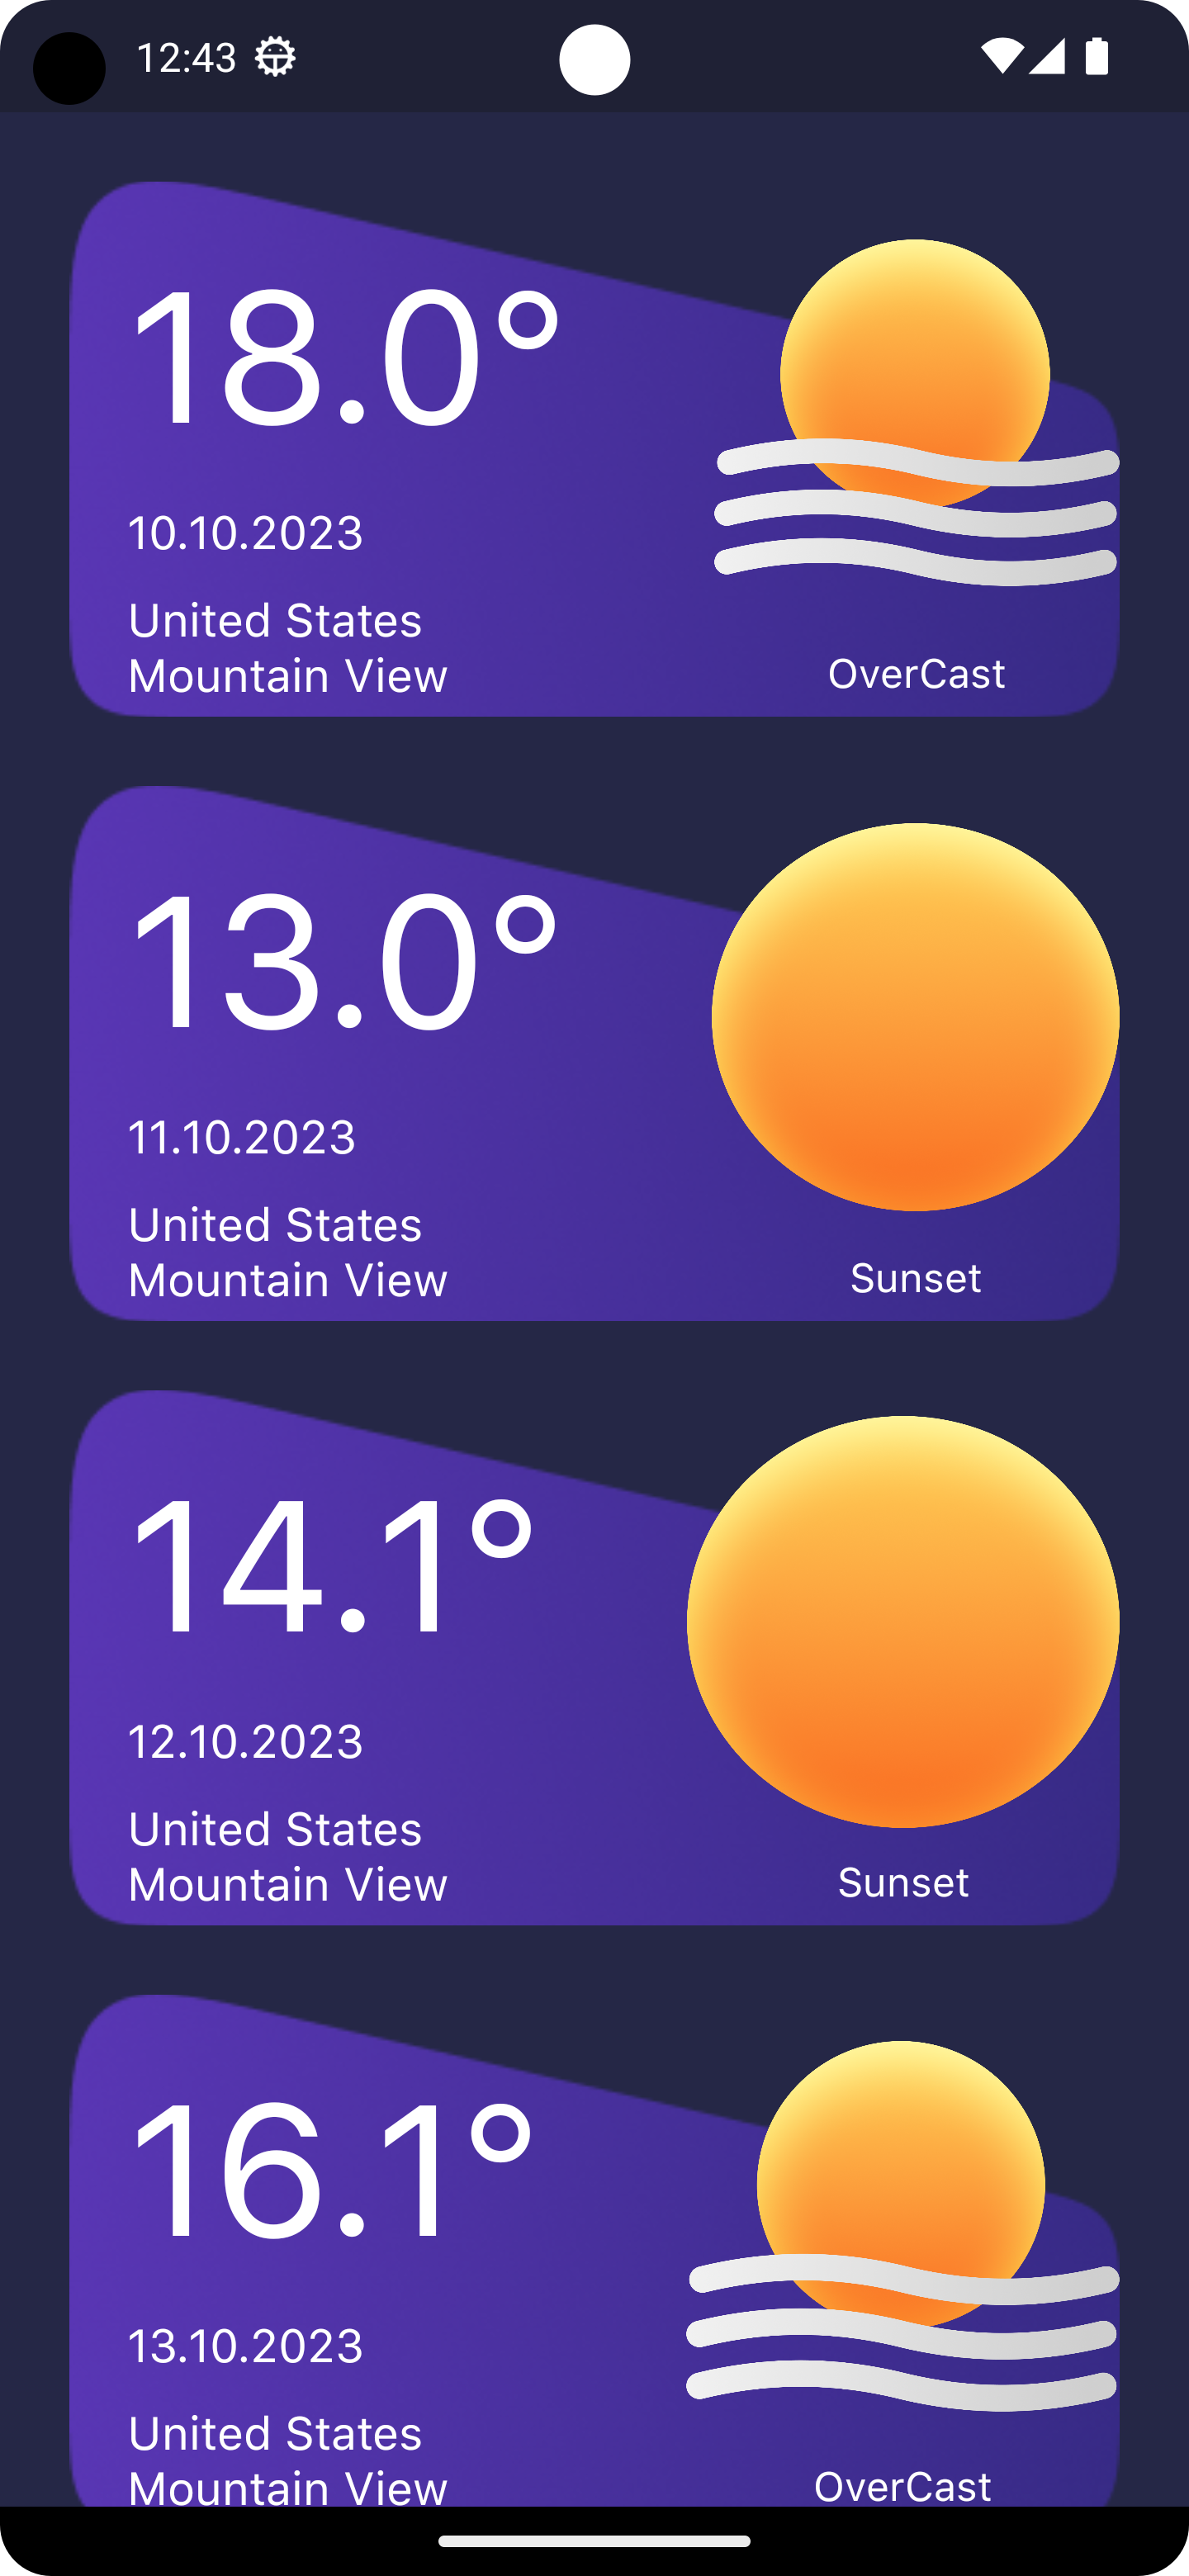 12:43
18.0°
10.10.2023
United States
Mountain View
OverCast
13.0°
11.10.2023
United States
Mountain View
Sunset
14.1°
12.10.2023
United States
Mountain View
Sunset
16.1°
13.10.2023
United States
Mountain View
OverCast